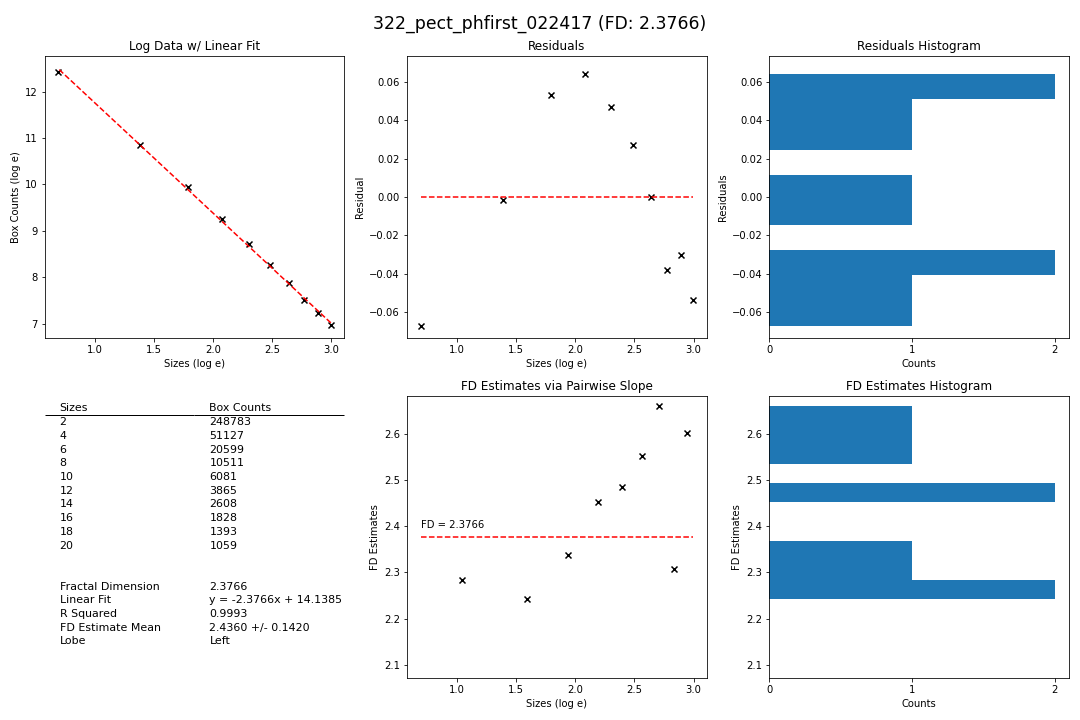 322_pect_phfirst_022417 (FD: 2.3766)
Log Data w/ Linear Fit
Box Counts (log e)
12
11
10
9
8
7
1.0 1.5 2.0 2.5 3.0
Sizes (log e)
Residuals
Residual
0.06
0.04
0.02
0.00
−0.02
−0.04
−0.06
1.0 1.5 2.0 2.5 3.0
Sizes (log e)
Residuals Histogram
Residuals
0.06
0.04
0.02
0.00
−0.02
−0.04
−0.06
0 1 2
Counts
Sizes Box Counts
2 248783
4 51127
6 20599
8 10511
10 6081
12 3865
14 2608
16 1828
18 1393
20 1059
Fractal Dimension 2.3766
Linear Fit y = -2.3766x + 14.1385
R Squared 0.9993
FD Estimate Mean 2.4360 +/- 0.1420
Lobe Left
FD Estimates via Pairwise Slope
FD Estimates
2.6
2.5
2.4
2.3
2.2
2.1
FD = 2.3766
1.0 1.5 2.0 2.5 3.0
Sizes (log e)
FD Estimates Histogram
FD Estimates
2.6
2.5
2.4
2.3
2.2
2.1
0 1 2
Counts